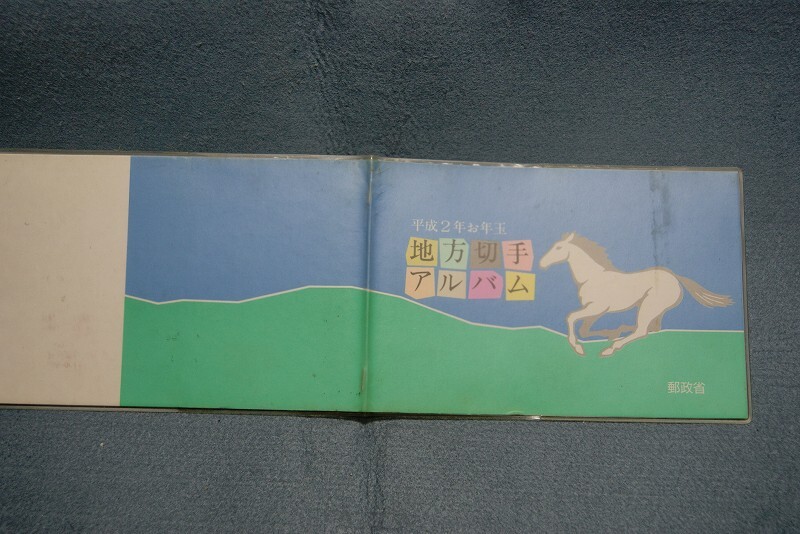 平成2年お年玉
地方切手
アルバム
郵政省